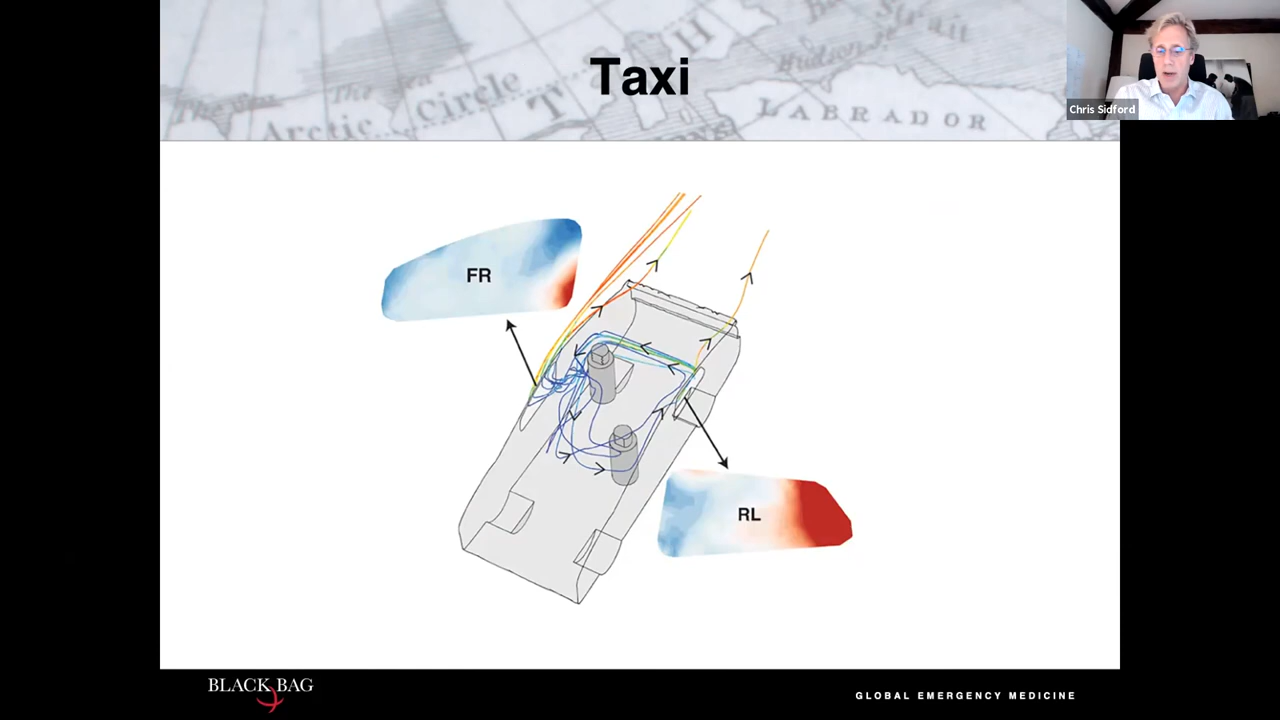 Taxi
Arctic Circle
Hudson
Strait
LABRADOR
Chris Sidford
FR
RL
BLACK BAG
GLOBAL EMERGENCY MEDICINE